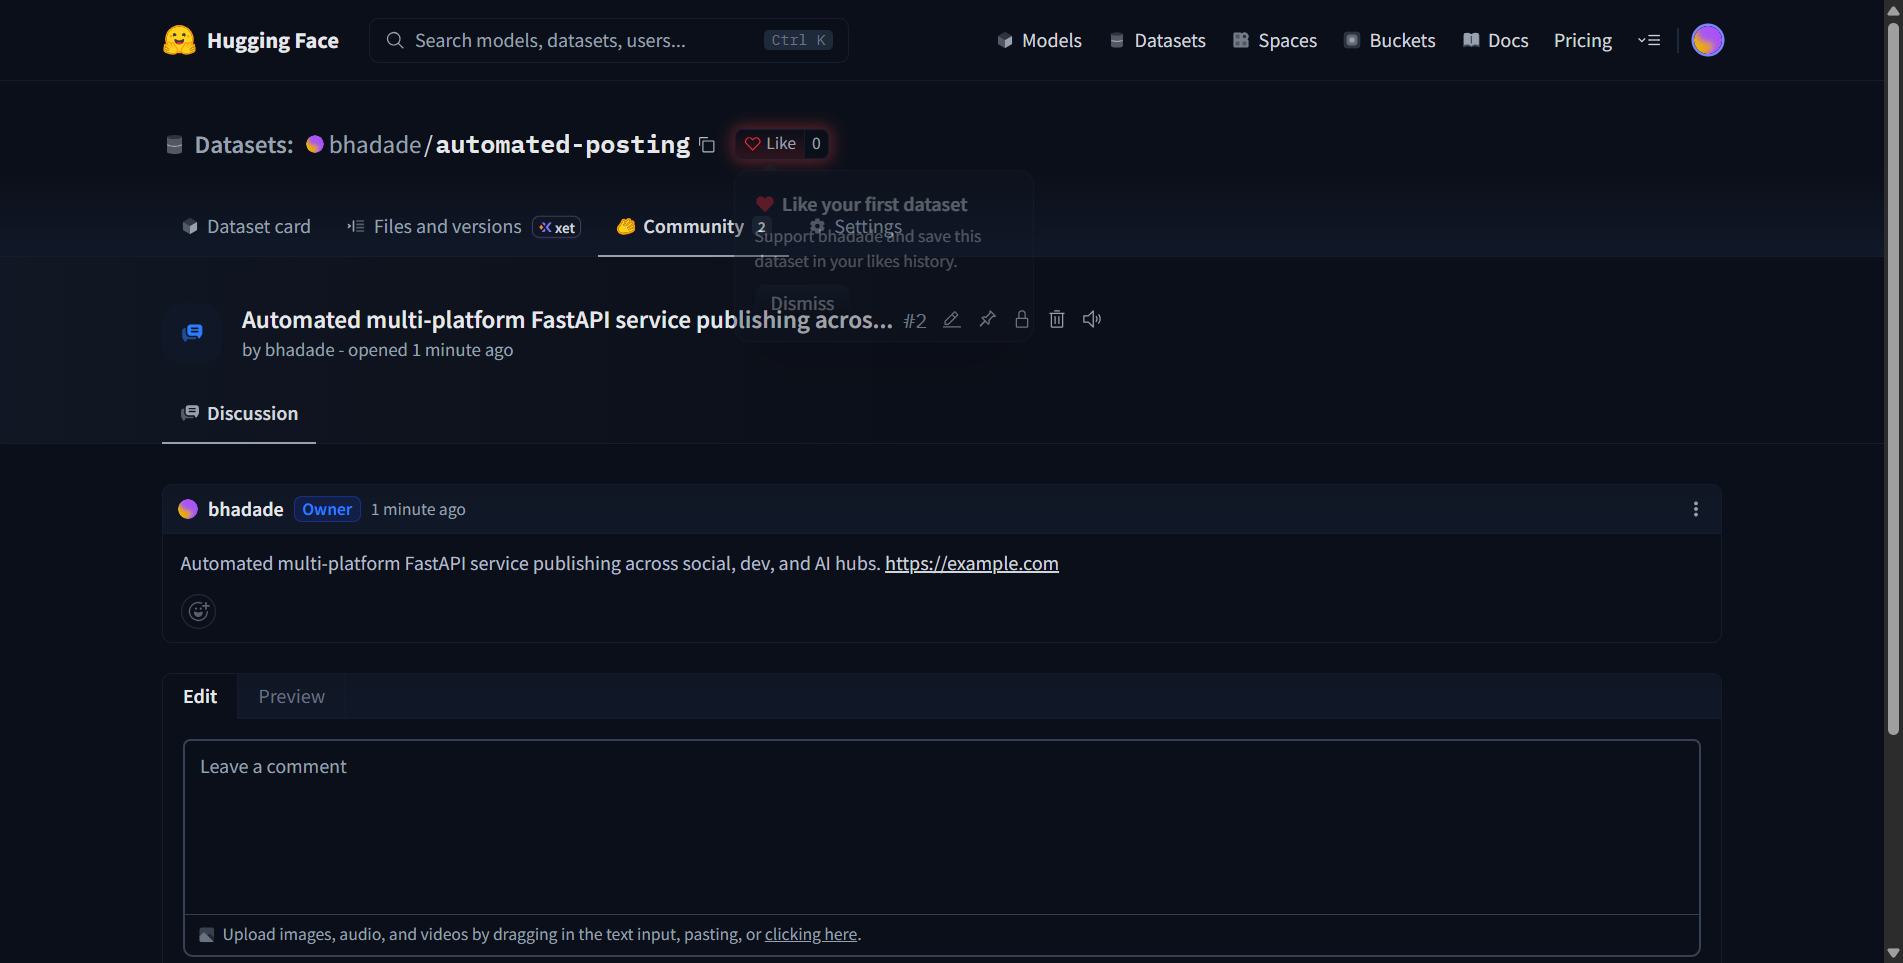 Hugging Face
Search models, datasets, users...
Ctrl K
Models
Datasets
Spaces
Buckets
Docs
Pricing
Datasets: bhadade/automated-posting
Like 0
Like your first dataset
Support bhadade and save this
dataset in your likes history.
Dismiss
Dataset card
Files and versions
xet
Community 2
Settings
Automated multi-platform FastAPI service publishing acros... #2
by bhadade - opened 1 minute ago
Discussion
bhadade Owner 1 minute ago
Automated multi-platform FastAPI service publishing across social, dev, and AI hubs. https://example.com
Edit
Preview
Leave a comment
Upload images, audio, and videos by dragging in the text input, pasting, or clicking here.